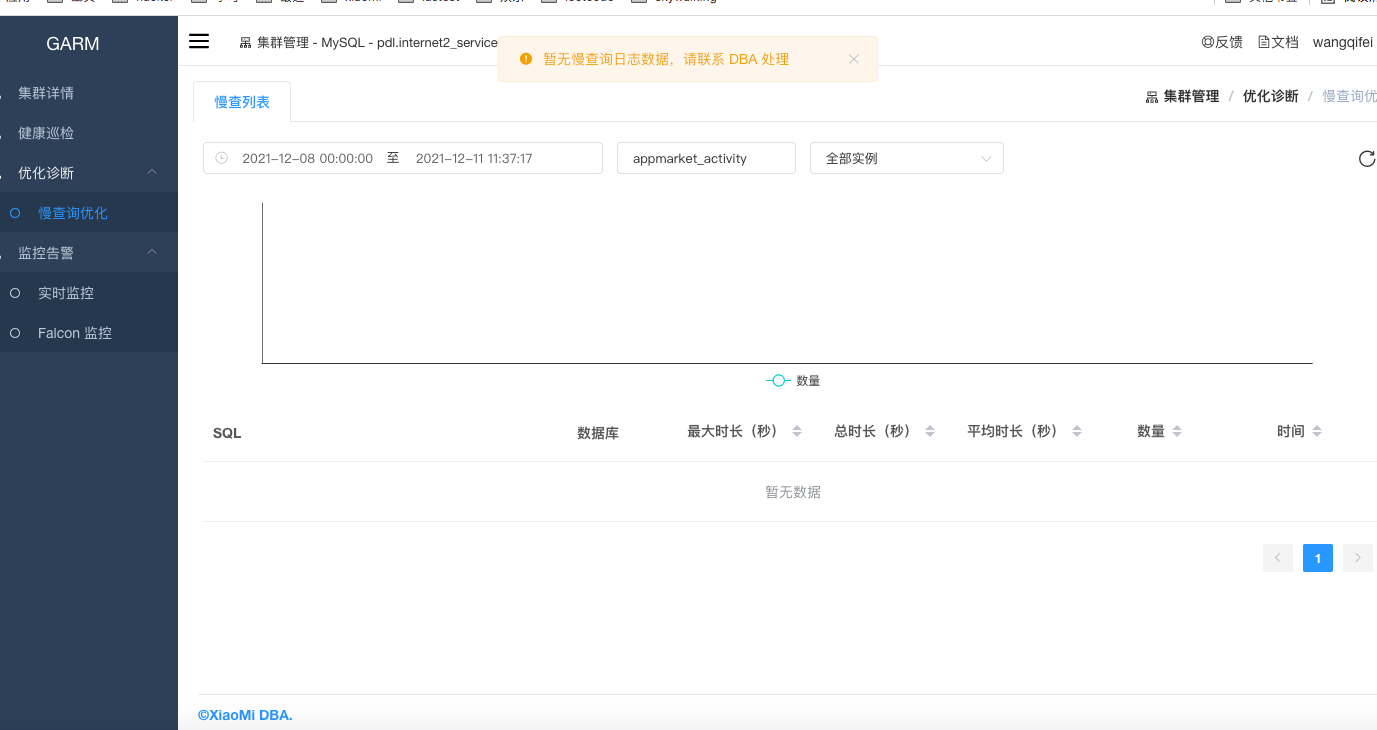 GARM
集群管理 - MySQL - pdl.internet2_service
暂无慢查询日志数据，请联系 DBA 处理
反馈 文档 wangqifei
集群详情
健康巡检
优化诊断
慢查询优化
监控告警
实时监控
Falcon 监控
慢查列表
集群管理 / 优化诊断 / 慢查询优
2021-12-08 00:00:00 至 2021-12-11 11:37:17
appmarket_activity
全部实例
数量
SQL 数据库 最大时长（秒） 总时长（秒） 平均时长（秒） 数量 时间
暂无数据
1
©XiaoMi DBA.